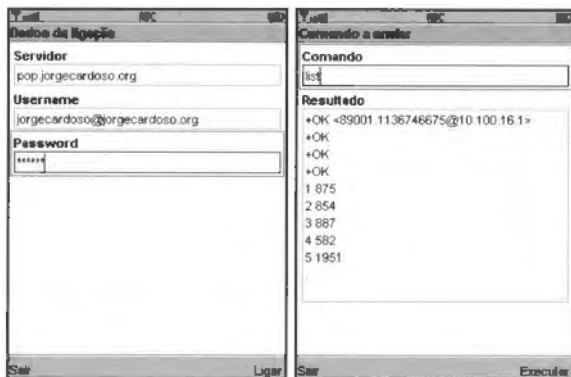 ABC
Dados da ligação
Servidor
pop.jorgecardoso.org
Username
jorgecardoso@jorgecardoso.org
Password
******
Sair
Ligar
ABC
Comando a enviar
Comando
list
Resultado
+OK <89001.1136746675@10.100.16.1>
+OK
+OK
+OK
1 875
2 854
3 887
4 582
5 1951
Sair
Executar